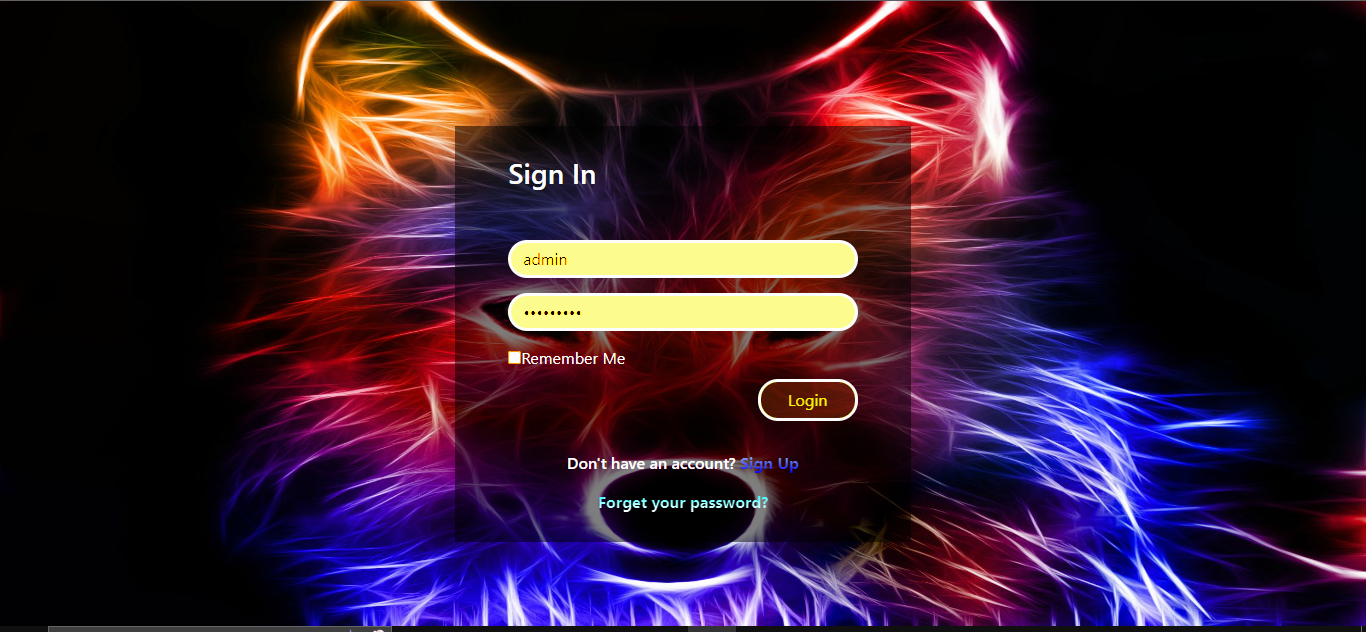 Sign In
admin
•••••••••
Remember Me
Login
Don't have an account? Sign Up
Forget your password?